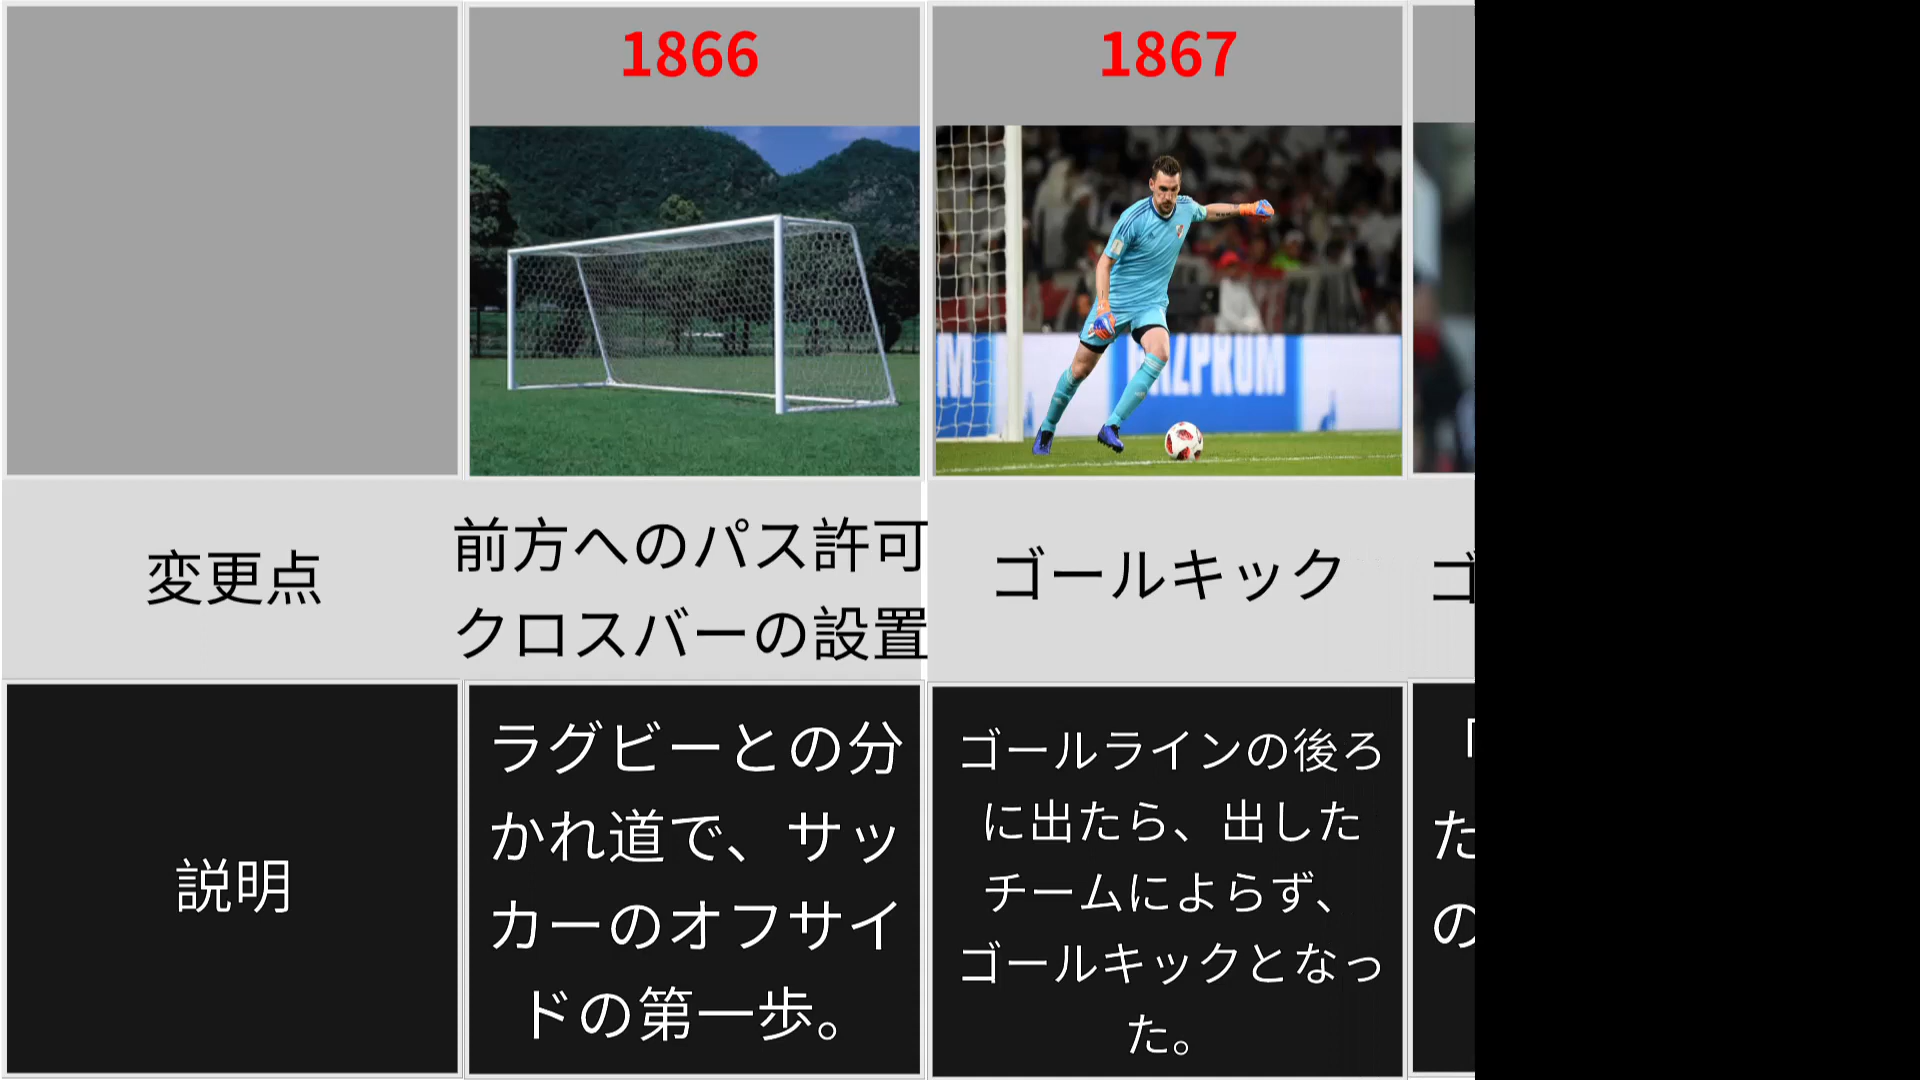 1866
1867
M
AZPROM
変更点
前方へのパス許可
クロスバーの設置
ゴールキック
ゴ
説明
ラグビーとの分
かれ道で、サッ
カーのオフサイ
ドの第一歩。
ゴールラインの後ろ
に出たら、出した
チームによらず、
ゴールキックとなっ
た。
「
た
の